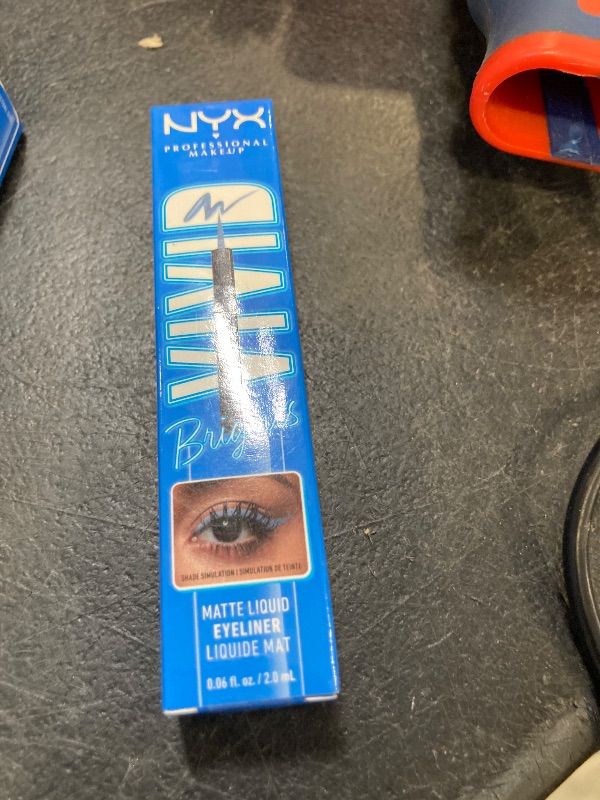 NYX
PROFESSIONAL
MAKEUP
VIVID
Brights
SHADE SIMULATION | SIMULATION DE TEINTE
MATTE LIQUID
EYELINER
LIQUIDE MAT
0.06 fl. oz. / 2.0 mL